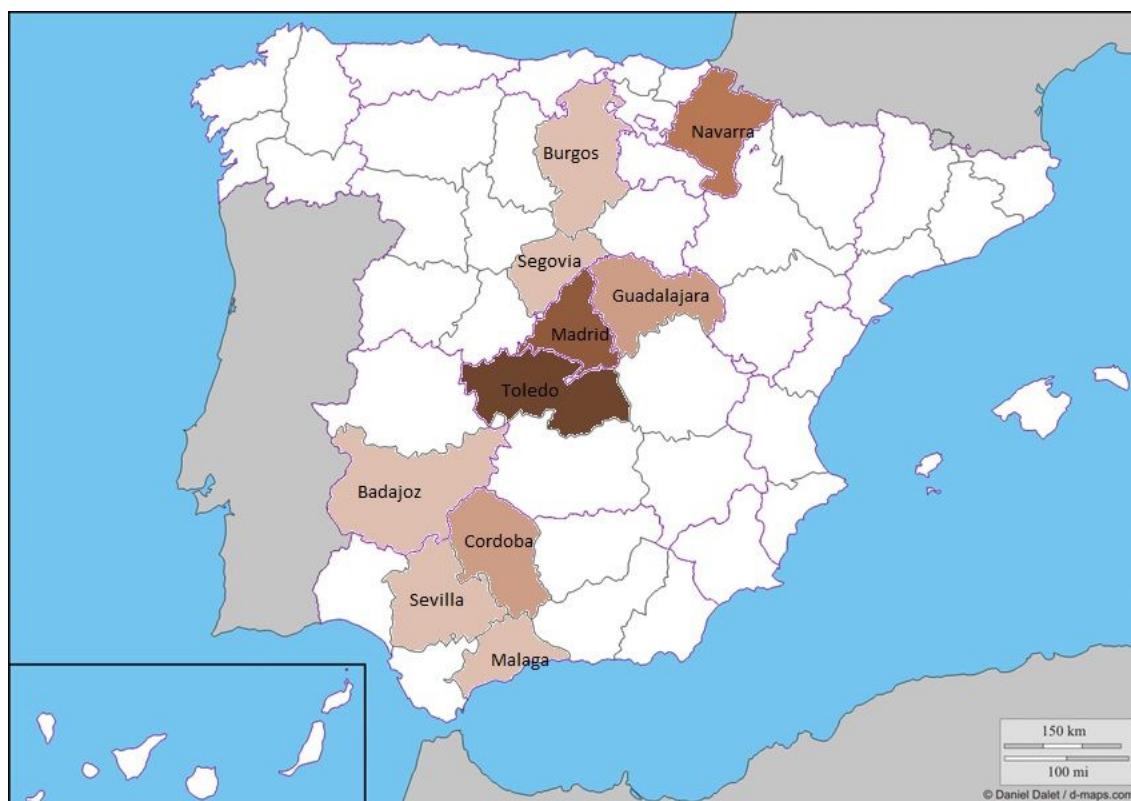 Navarra
Burgos
Segovia
Guadalajara
Madrid
Toledo
Badajoz
Cordoba
Sevilla
Malaga
150 km
100 mi
© Daniel Dalet / d-maps.com